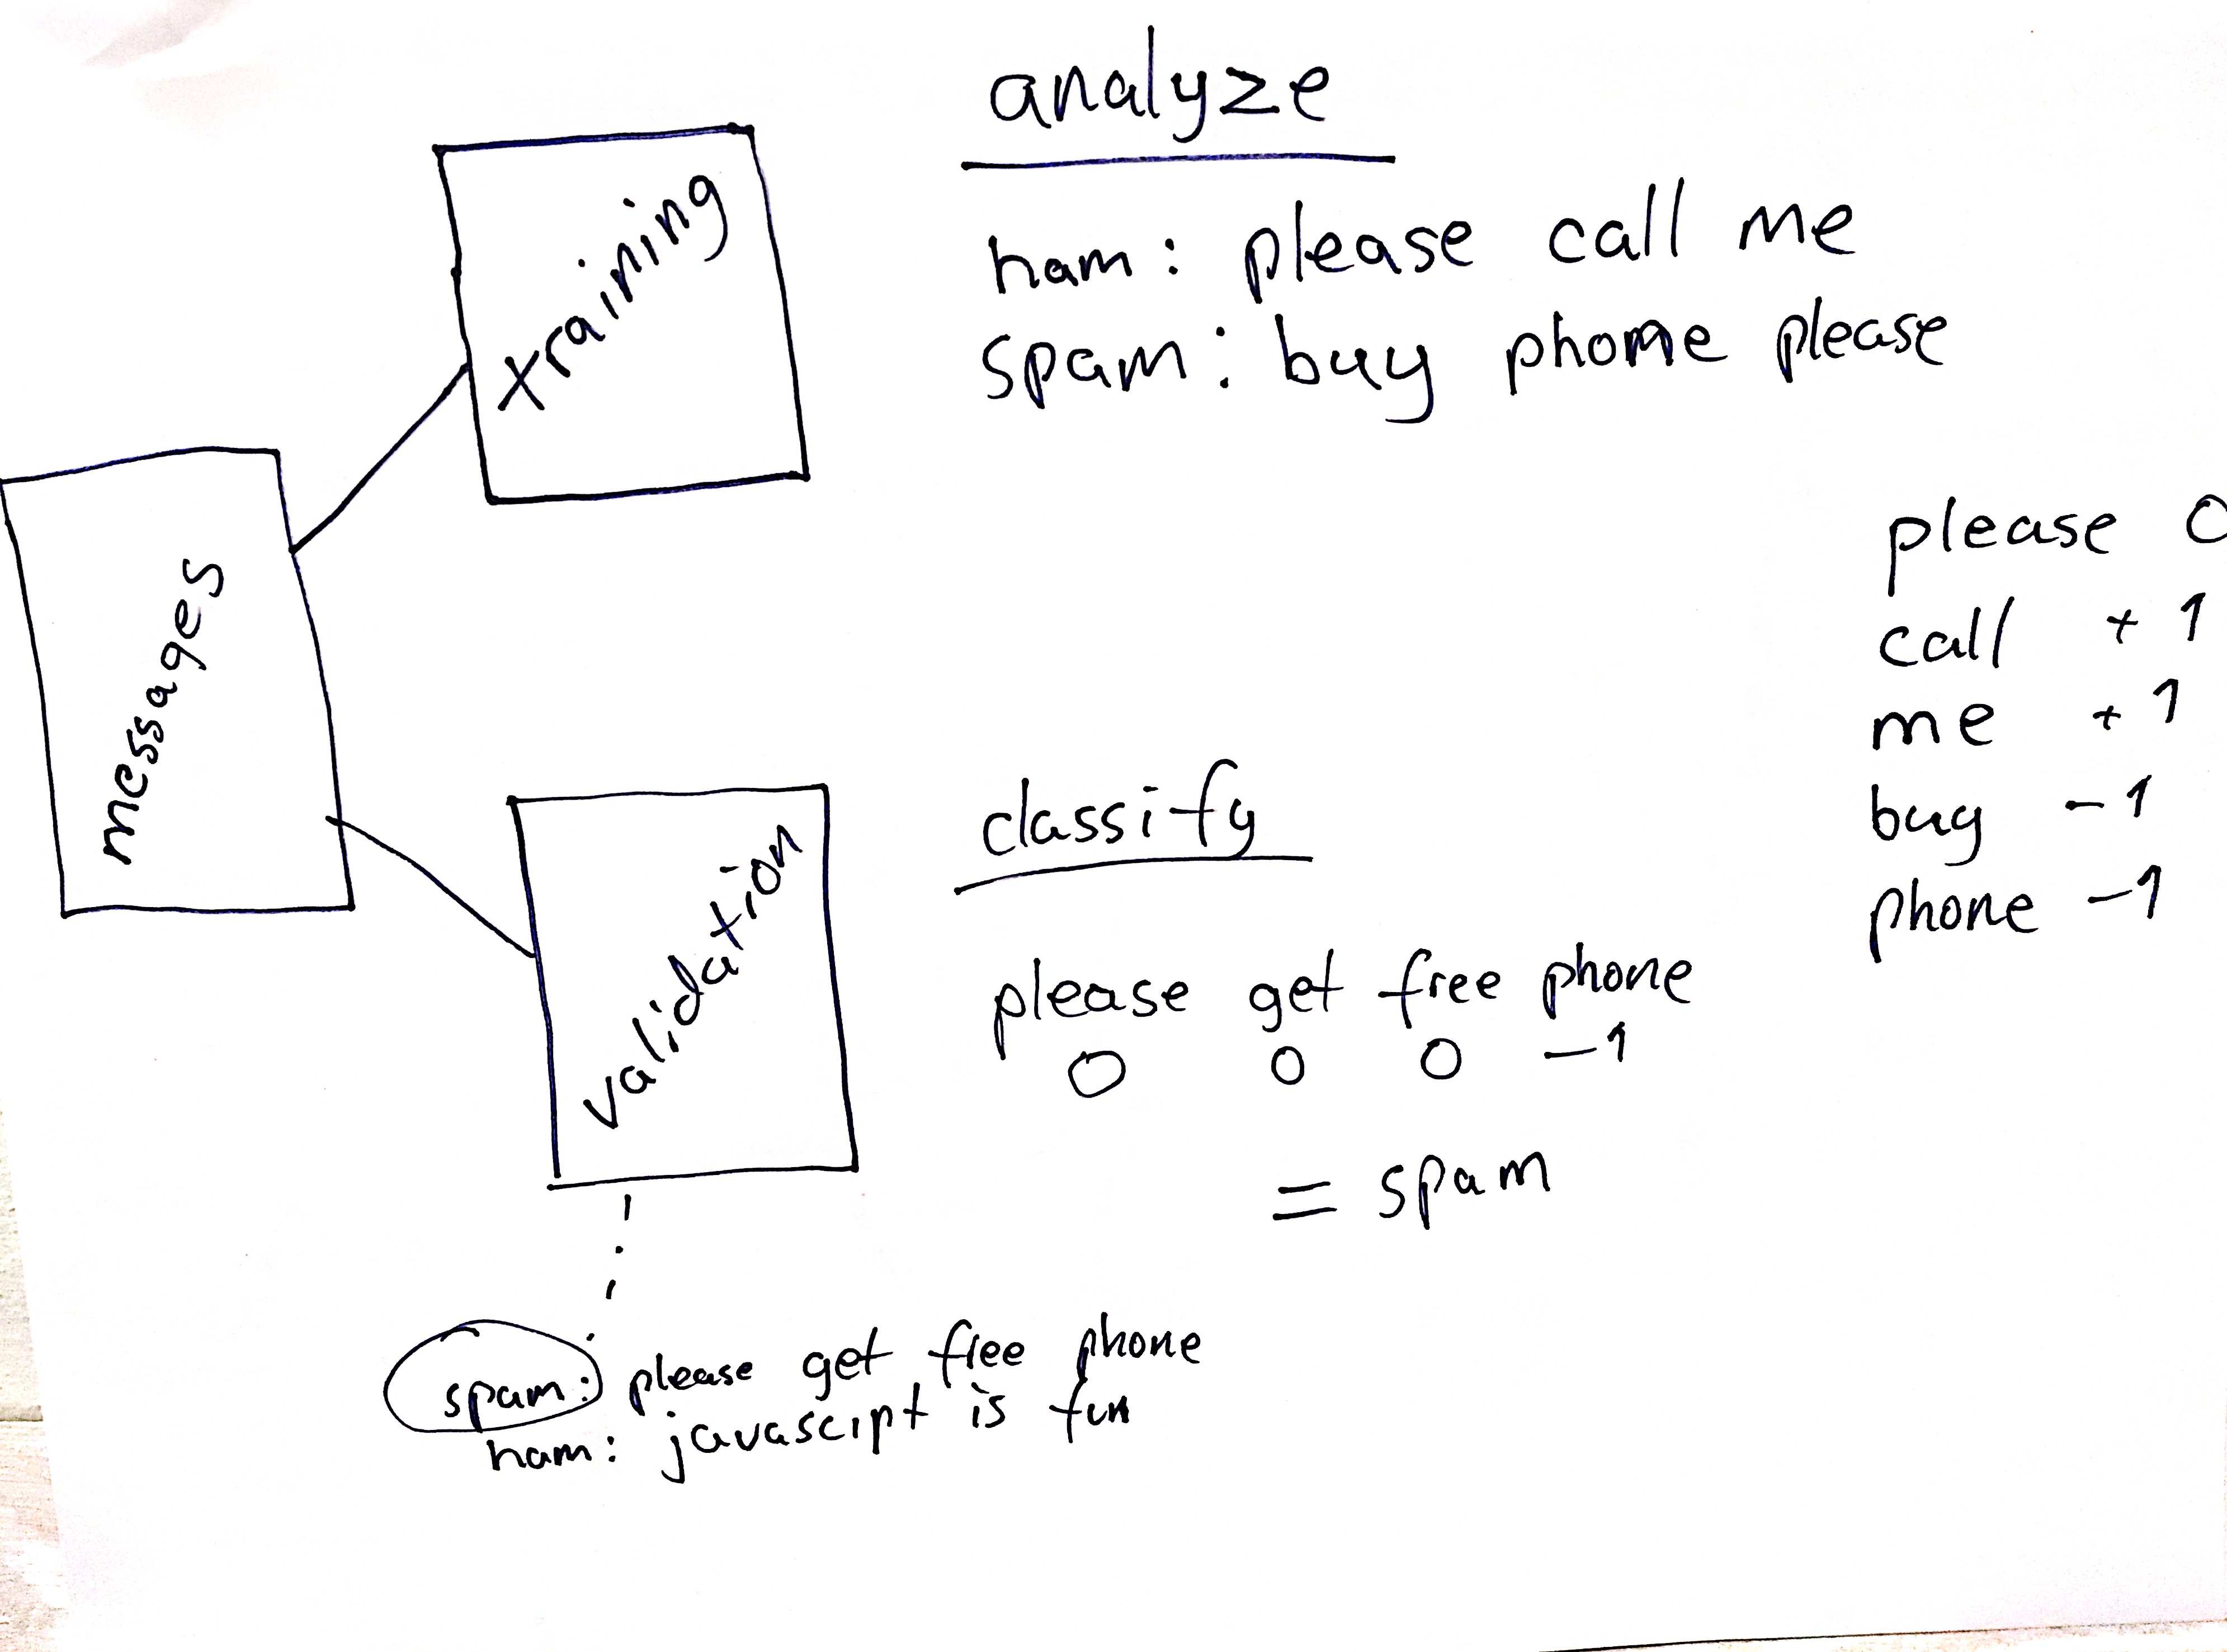 analyze
training
ham: please call me
spam: buy phone please
messages
please 0
call +1
me +1
buy -1
phone -1
classify
validation
please get free phone
0 0 0 -1
= spam
spam: please get free phone
ham: javascipt is fun